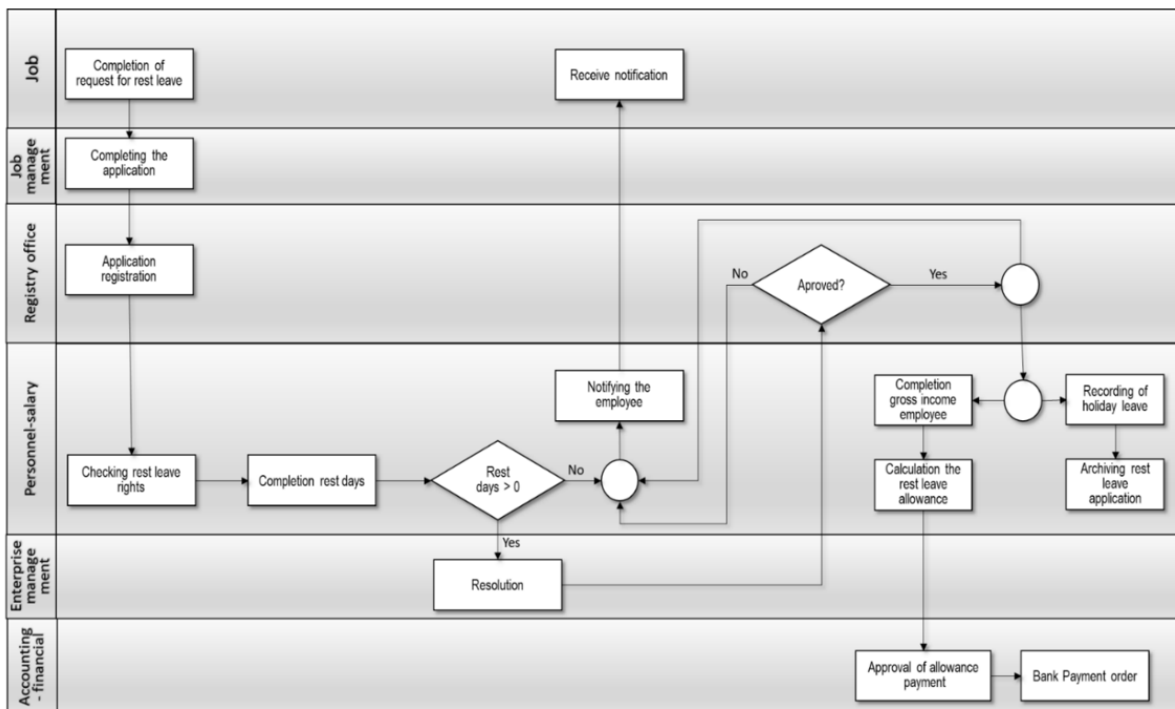 Job
Completion of
request for rest leave
Receive notification
Job
manage
ment
Completing the
application
Registry office
Application
registration
No
Aproved?
Yes
Personnel-salary
Notifying the
employee
Completion
gross income
employee
Recording of
holiday leave
Checking rest leave
rights
Completion rest days
Rest
days > 0
No
Calculation the
rest leave
allowance
Archiving rest
leave
application
Yes
Enterprise
manage
ment
Resolution
Accounting
- financial
Approval of allowance
payment
Bank Payment order